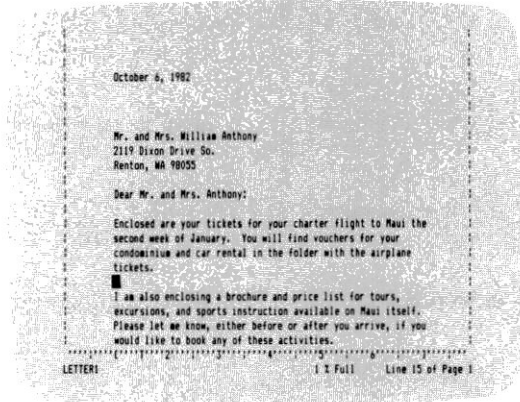 October 6, 1982
Mr. and Mrs. William Anthony
2119 Dixon Drive So.
Renton, WA 98055
Dear Mr. and Mrs. Anthony:
Enclosed are your tickets for your charter flight to Maui the
second week of January. You will find vouchers for your
condominium and car rental in the folder with the airplane
tickets.
I am also enclosing a brochure and price list for tours,
excursions, and sports instruction available on Maui itself.
Please let me know, either before or after you arrive, if you
would like to book any of these activities.
LETTER1 1 % Full Line 15 of Page 1